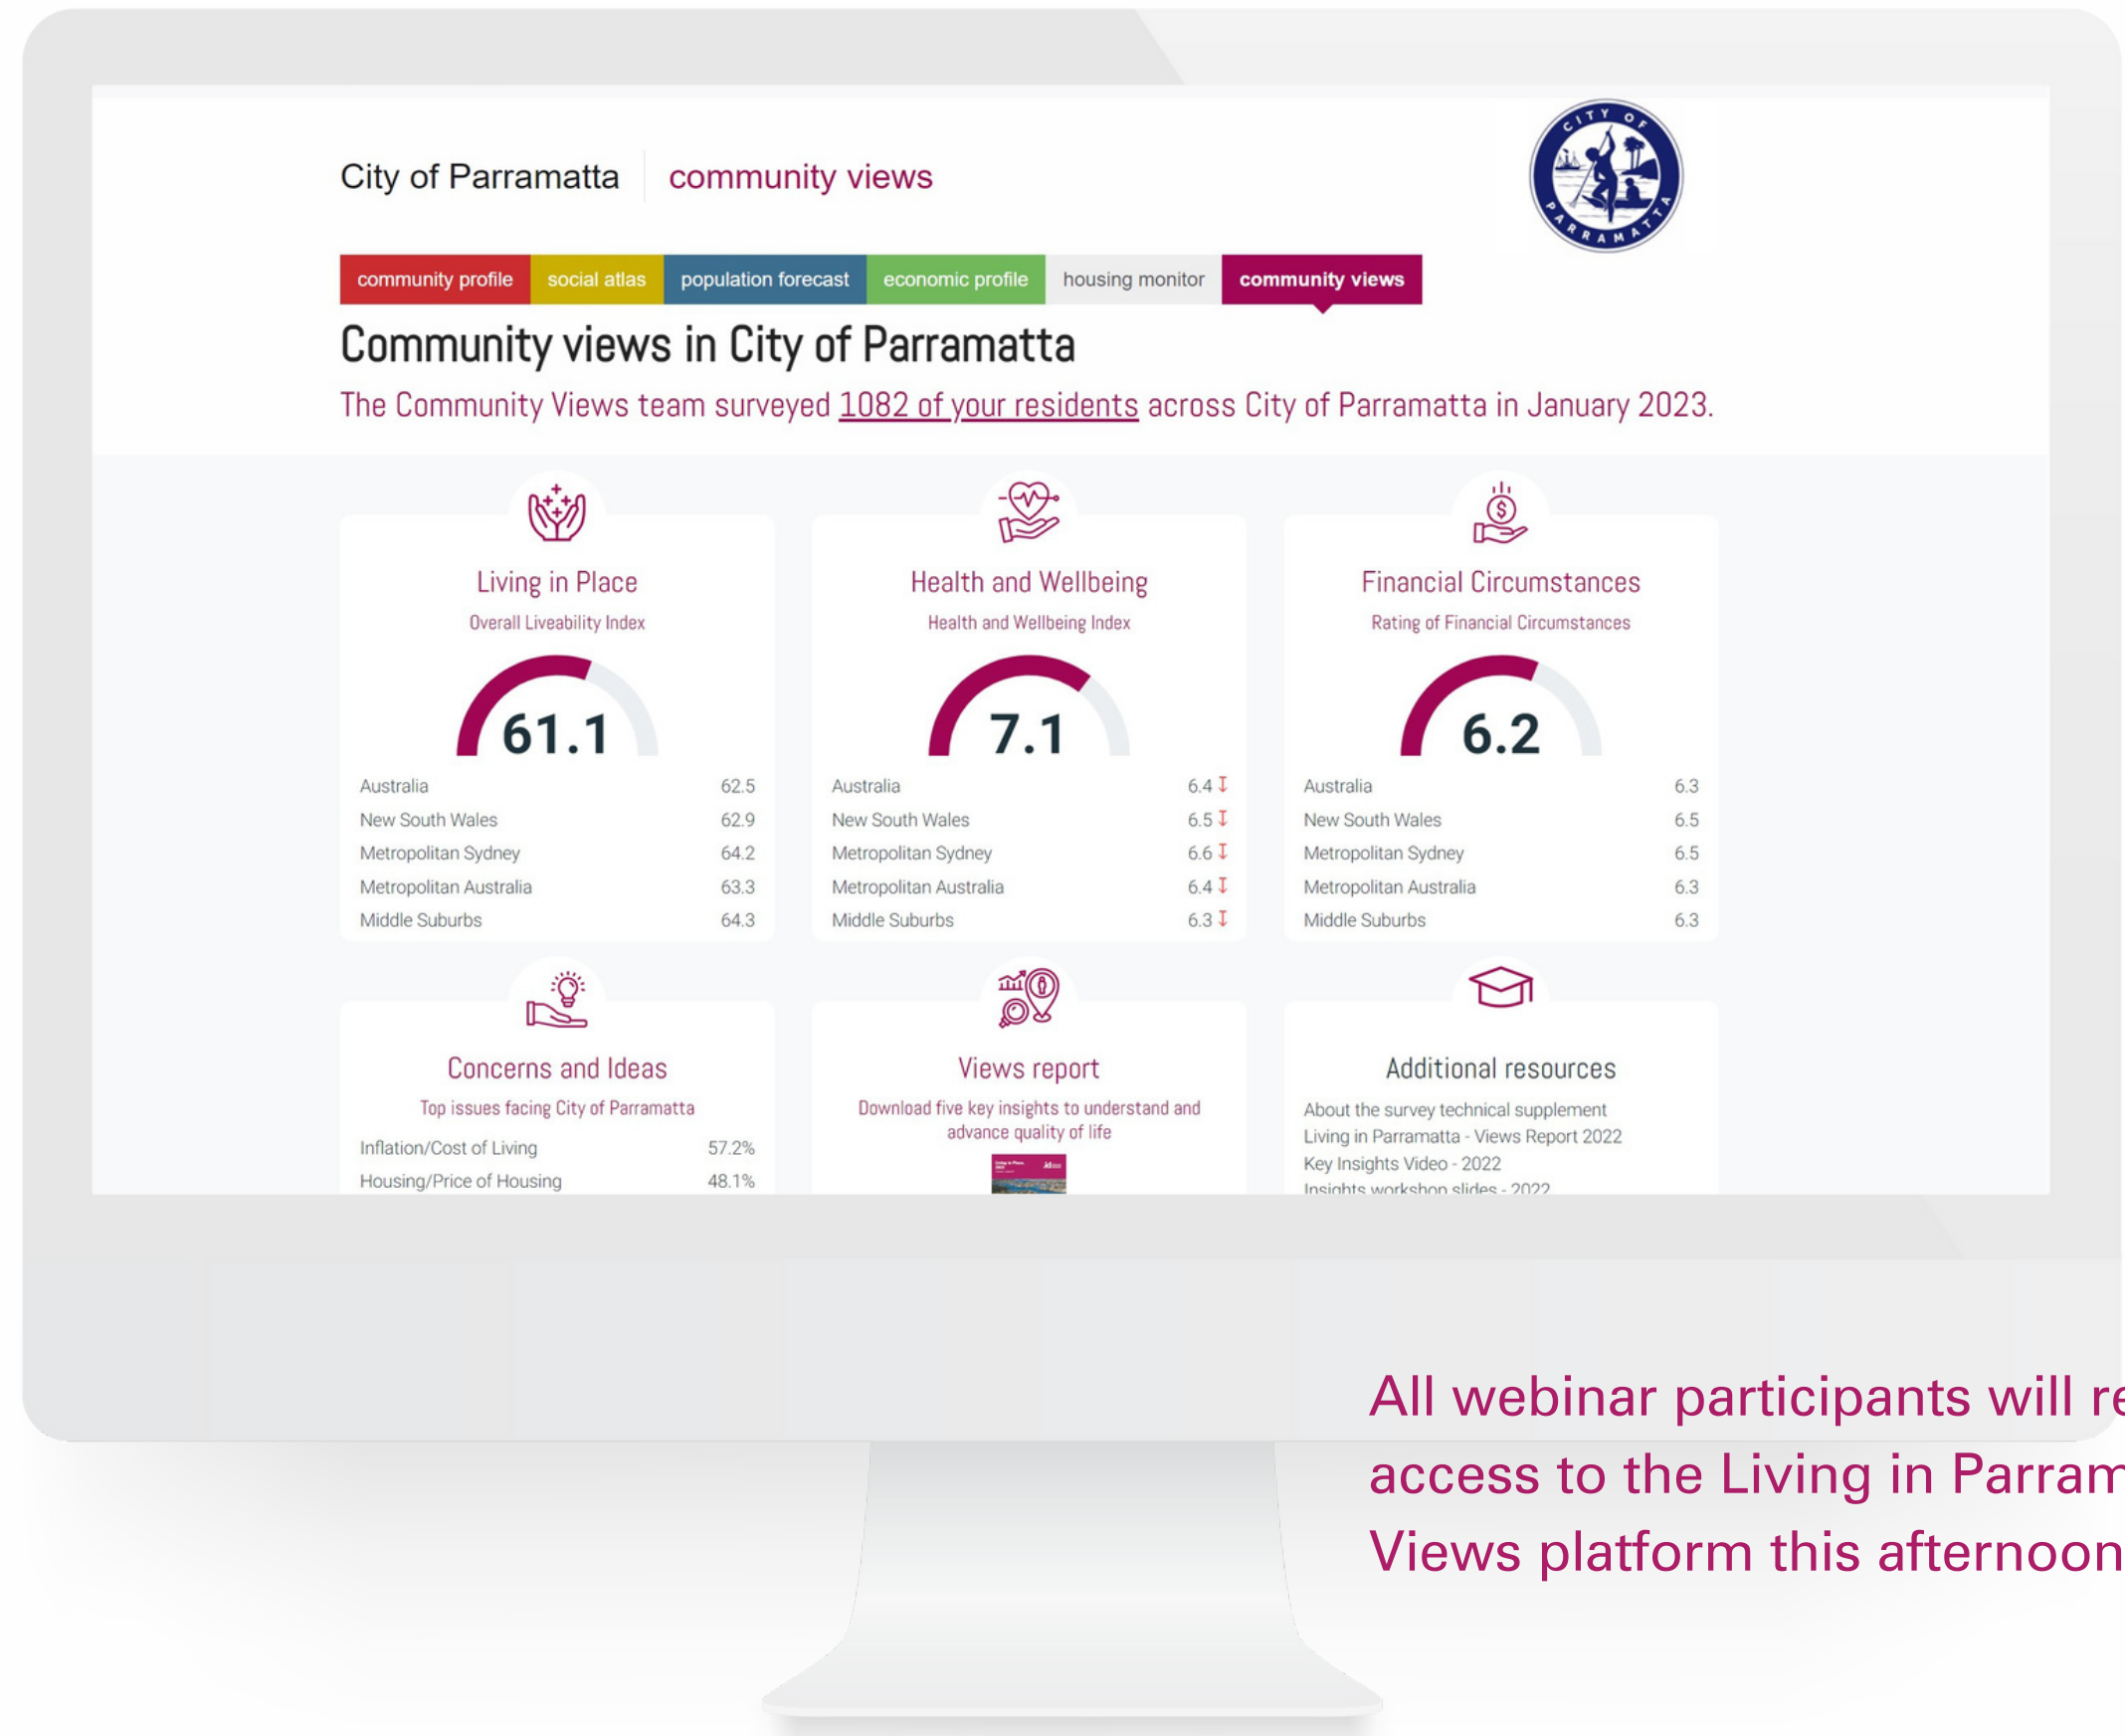 City of Parramatta community views
CITY OF PARRAMATTA
community profile social atlas population forecast economic profile housing monitor community views
Community views in City of Parramatta
The Community Views team surveyed 1082 of your residents across City of Parramatta in January 2023.
Living in Place
Overall Liveability Index
61.1
Australia 62.5
New South Wales 62.9
Metropolitan Sydney 64.2
Metropolitan Australia 63.3
Middle Suburbs 64.3
Health and Wellbeing
Health and Wellbeing Index
7.1
Australia 6.4
New South Wales 6.5
Metropolitan Sydney 6.6
Metropolitan Australia 6.4
Middle Suburbs 6.3
Financial Circumstances
Rating of Financial Circumstances
6.2
Australia 6.3
New South Wales 6.5
Metropolitan Sydney 6.5
Metropolitan Australia 6.3
Middle Suburbs 6.3
Concerns and Ideas
Top issues facing City of Parramatta
Inflation/Cost of Living 57.2%
Housing/Price of Housing 48.1%
Views report
Download five key insights to understand and
advance quality of life
Additional resources
About the survey technical supplement
Living in Parramatta - Views Report 2022
Key Insights Video - 2022
Insights workshop slides - 2022
All webinar participants will re
access to the Living in Parram
Views platform this afternoon